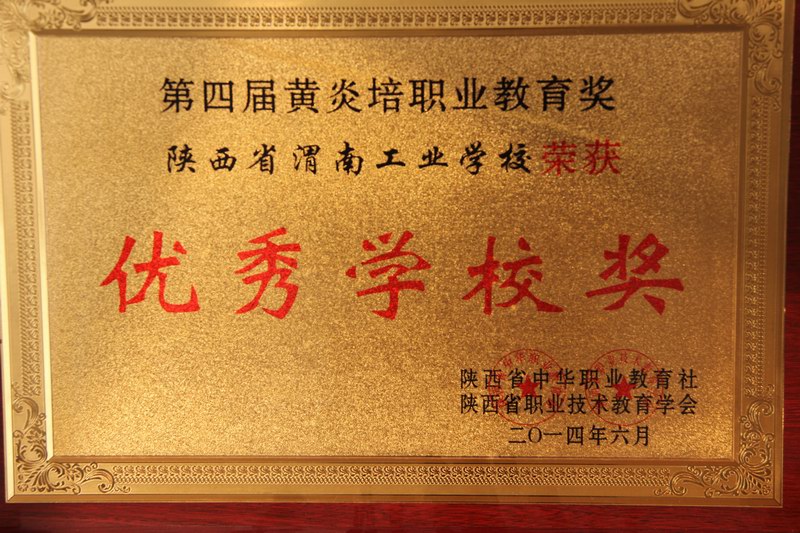 第四届黄炎培职业教育奖
陕西省渭南工业学校荣获
优秀学校奖
陕西省中华职业教育社
陕西省职业技术教育学会
二〇一四年六月